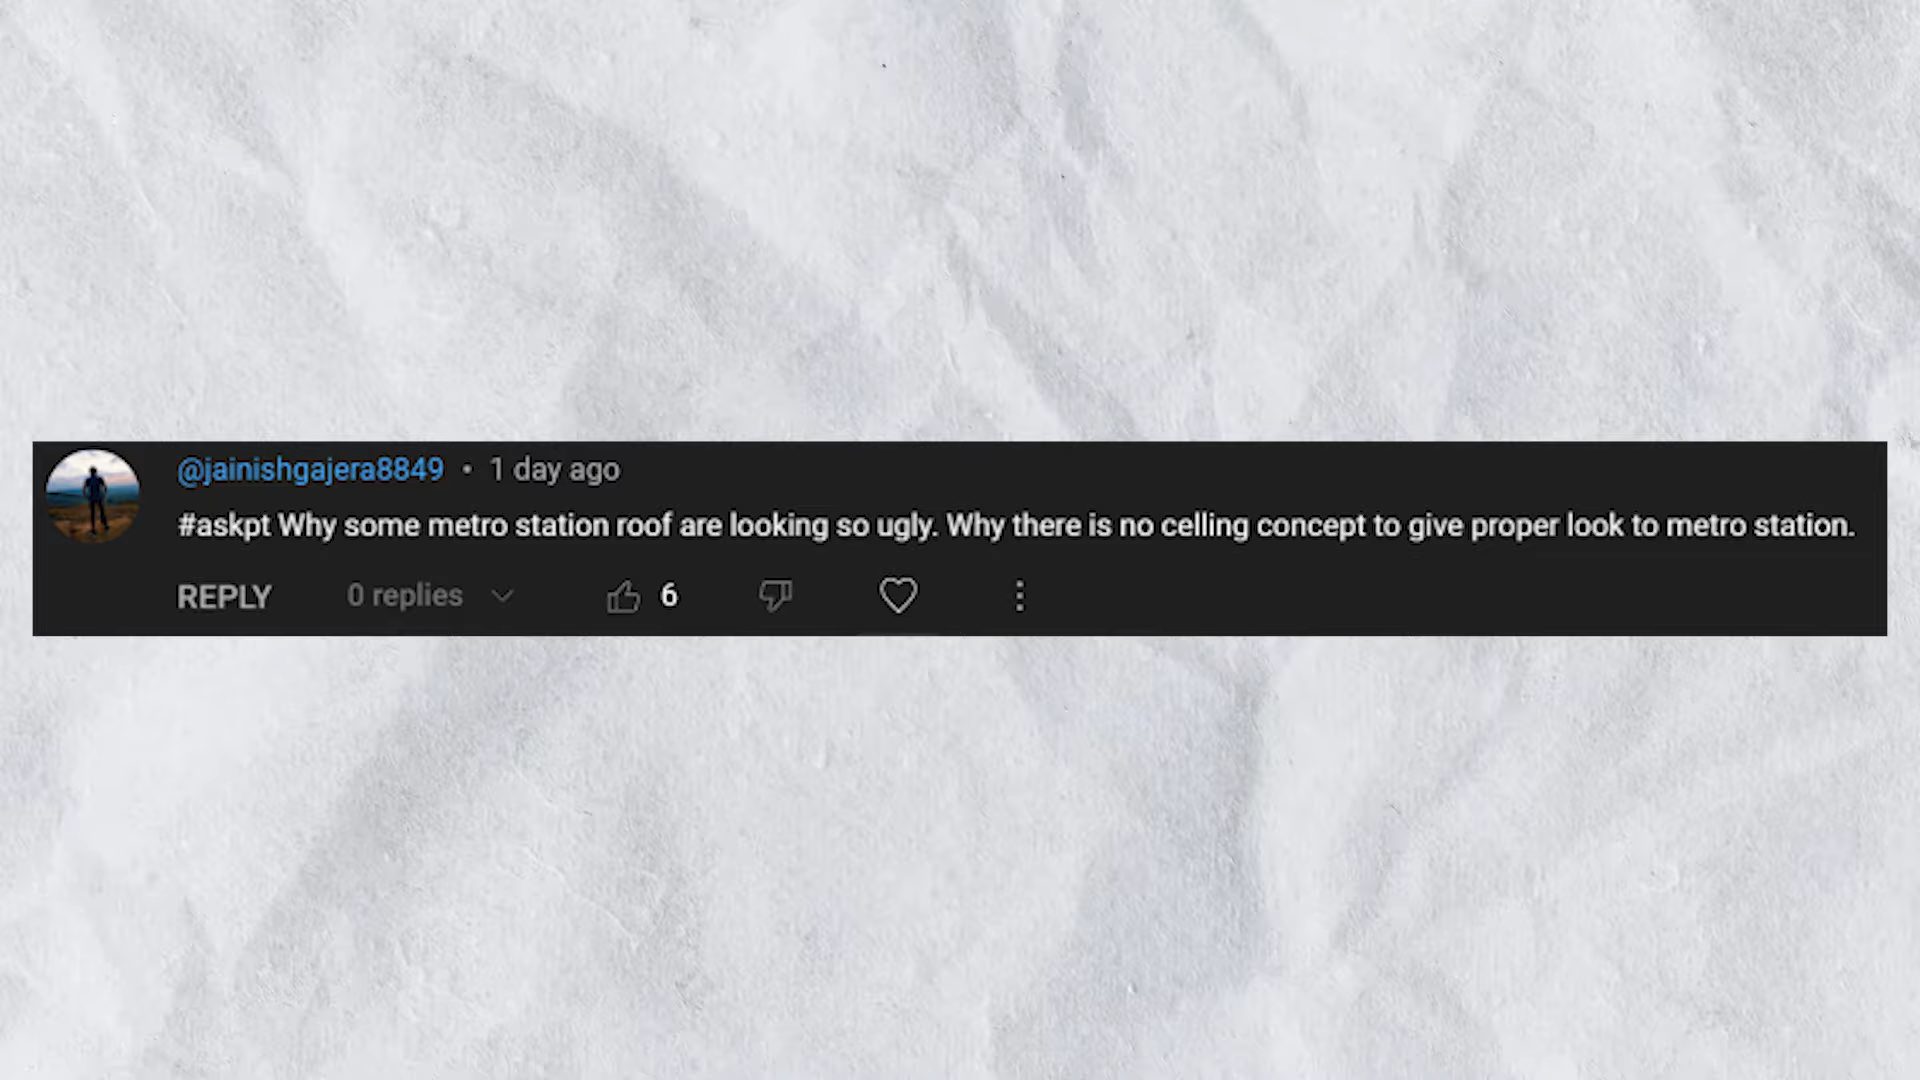 @jainishgajera8849 • 1 day ago
#askpt Why some metro station roof are looking so ugly. Why there is no celling concept to give proper look to metro station.
REPLY 0 replies 6